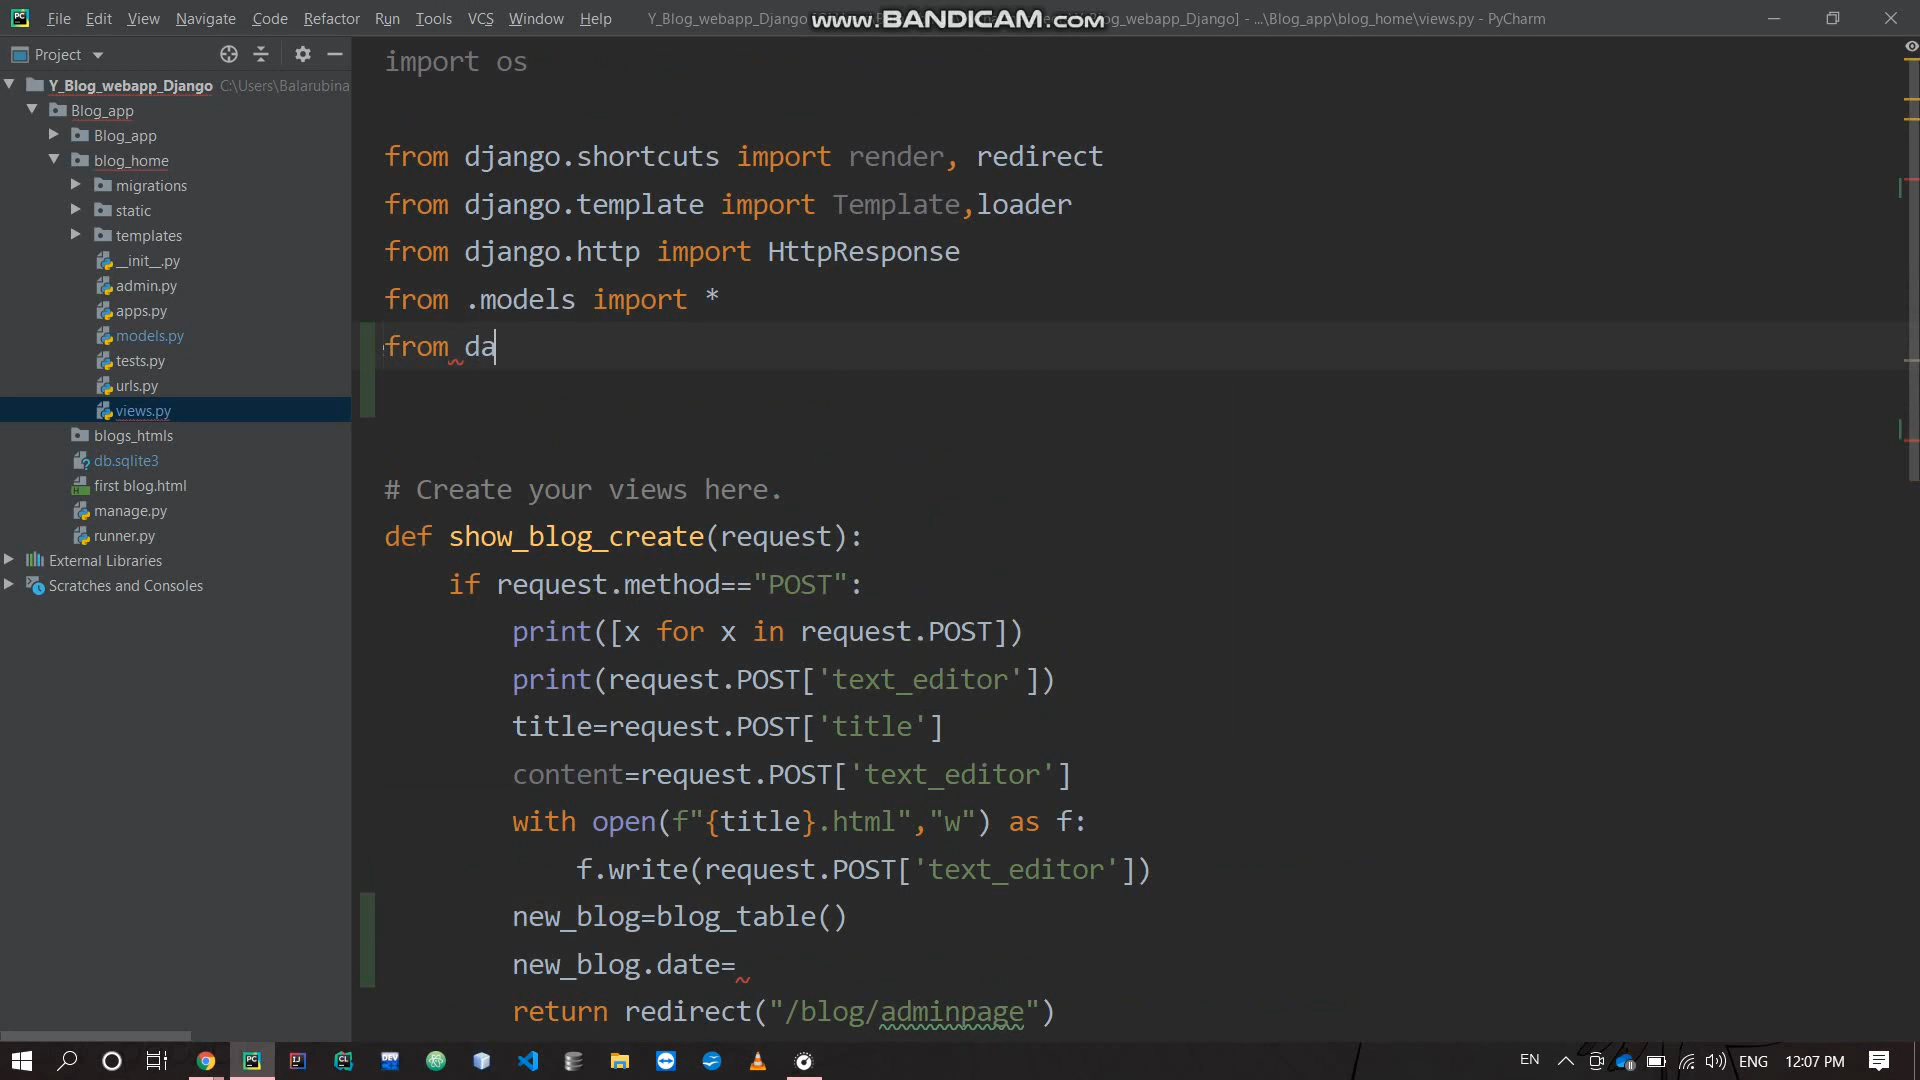 File Edit View Navigate Code Refactor Run Tools VCS Window Help
Y_Blog_webapp_Django
www.BANDICAM.com
_Blog_webapp_Django] - ...\Blog_app\blog_home\views.py - PyCharm
Project
Y_Blog_webapp_Django C:\Users\Balarubina
Blog_app
Blog_app
blog_home
migrations
static
templates
__init__.py
admin.py
apps.py
models.py
tests.py
urls.py
views.py
blogs_htmls
db.sqlite3
first blog.html
manage.py
runner.py
External Libraries
Scratches and Consoles
import os
from django.shortcuts import render, redirect
from django.template import Template,loader
from django.http import HttpResponse
from .models import *
from da
# Create your views here.
def show_blog_create(request):
if request.method=="POST":
print([x for x in request.POST])
print(request.POST['text_editor'])
title=request.POST['title']
content=request.POST['text_editor']
with open(f"{title}.html","w") as f:
f.write(request.POST['text_editor'])
new_blog=blog_table()
new_blog.date=
return redirect("/blog/adminpage")
EN
ENG
12:07 PM